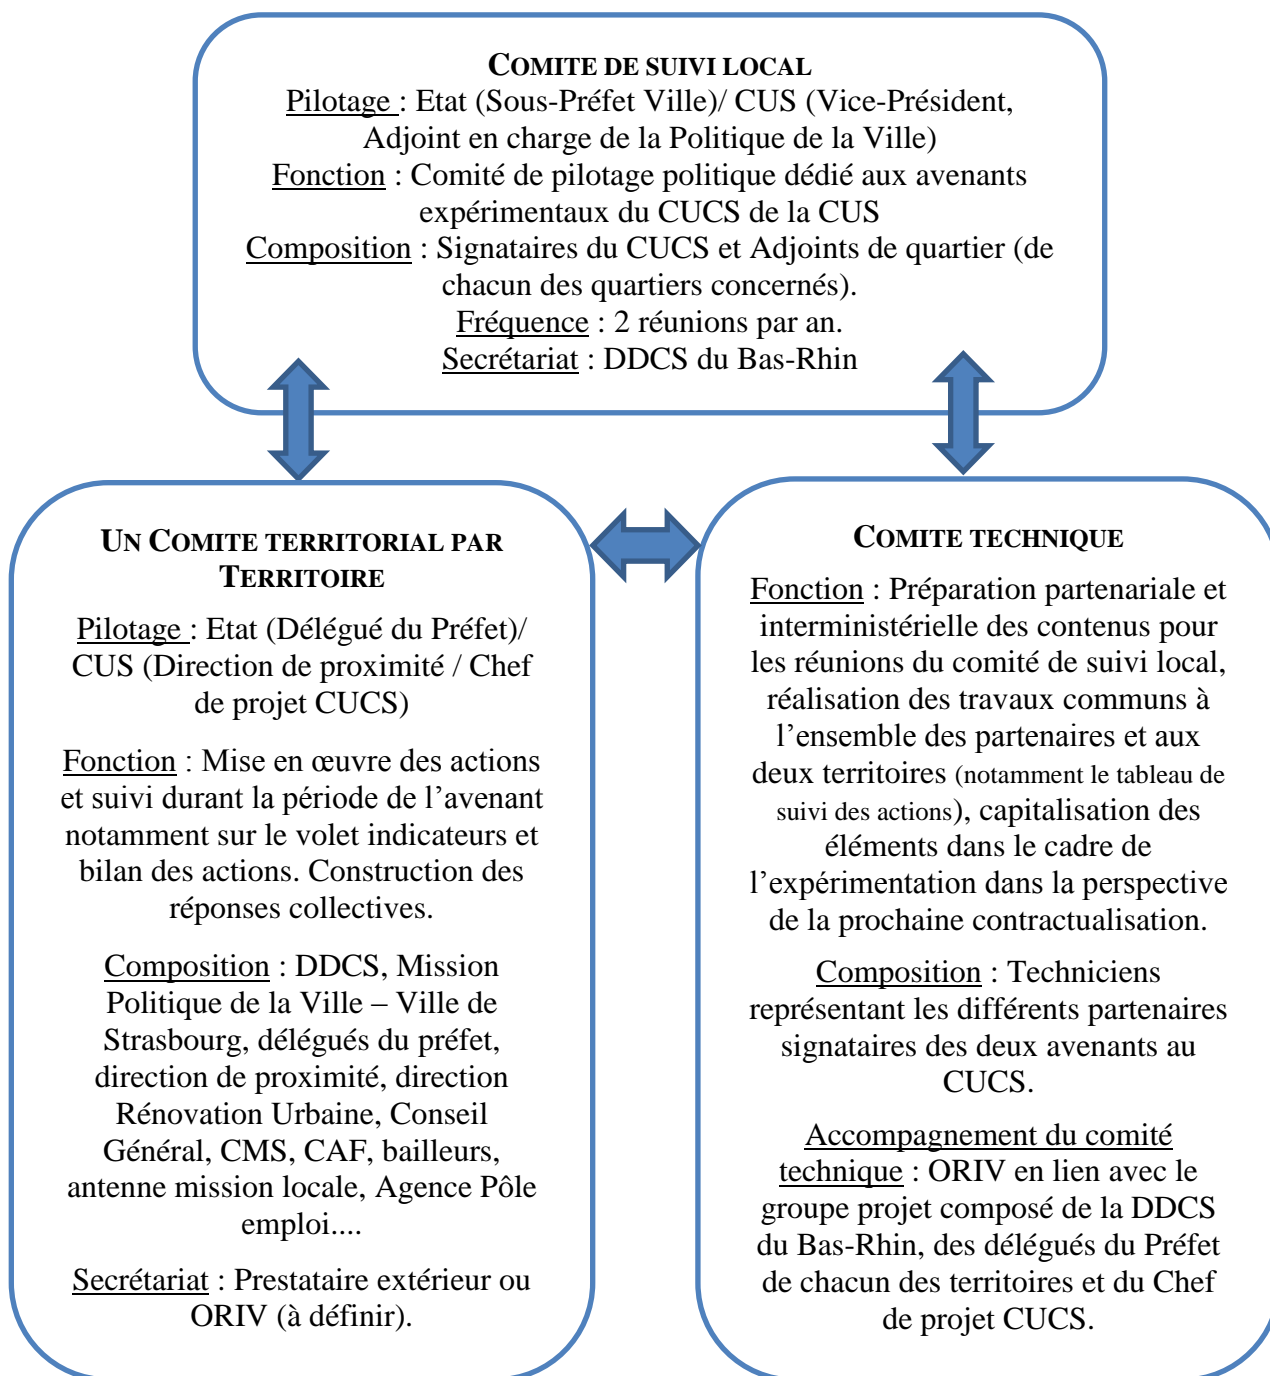 COMITE DE SUIVI LOCAL
Pilotage : Etat (Sous-Préfet Ville)/ CUS (Vice-Président,
Adjoint en charge de la Politique de la Ville)
Fonction : Comité de pilotage politique dédié aux avenants
expérimentaux du CUCS de la CUS
Composition : Signataires du CUCS et Adjoints de quartier (de
chacun des quartiers concernés).
Fréquence : 2 réunions par an.
Secrétariat : DDCS du Bas-Rhin
UN COMITE TERRITORIAL PAR
TERRITOIRE
Pilotage : Etat (Délégué du Préfet)/
CUS (Direction de proximité / Chef
de projet CUCS)
Fonction : Mise en œuvre des actions
et suivi durant la période de l’avenant
notamment sur le volet indicateurs et
bilan des actions. Construction des
réponses collectives.
Composition : DDCS, Mission
Politique de la Ville – Ville de
Strasbourg, délégués du préfet,
direction de proximité, direction
Rénovation Urbaine, Conseil
Général, CMS, CAF, bailleurs,
antenne mission locale, Agence Pôle
emploi....
Secrétariat : Prestataire extérieur ou
ORIV (à définir).
COMITE TECHNIQUE
Fonction : Préparation partenariale et
interministérielle des contenus pour
les réunions du comité de suivi local,
réalisation des travaux communs à
l’ensemble des partenaires et aux
deux territoires (notamment le tableau de
suivi des actions), capitalisation des
éléments dans le cadre de
l’expérimentation dans la perspective
de la prochaine contractualisation.
Composition : Techniciens
représentant les différents partenaires
signataires des deux avenants au
CUCS.
Accompagnement du comité
technique : ORIV en lien avec le
groupe projet composé de la DDCS
du Bas-Rhin, des délégués du Préfet
de chacun des territoires et du Chef
de projet CUCS.